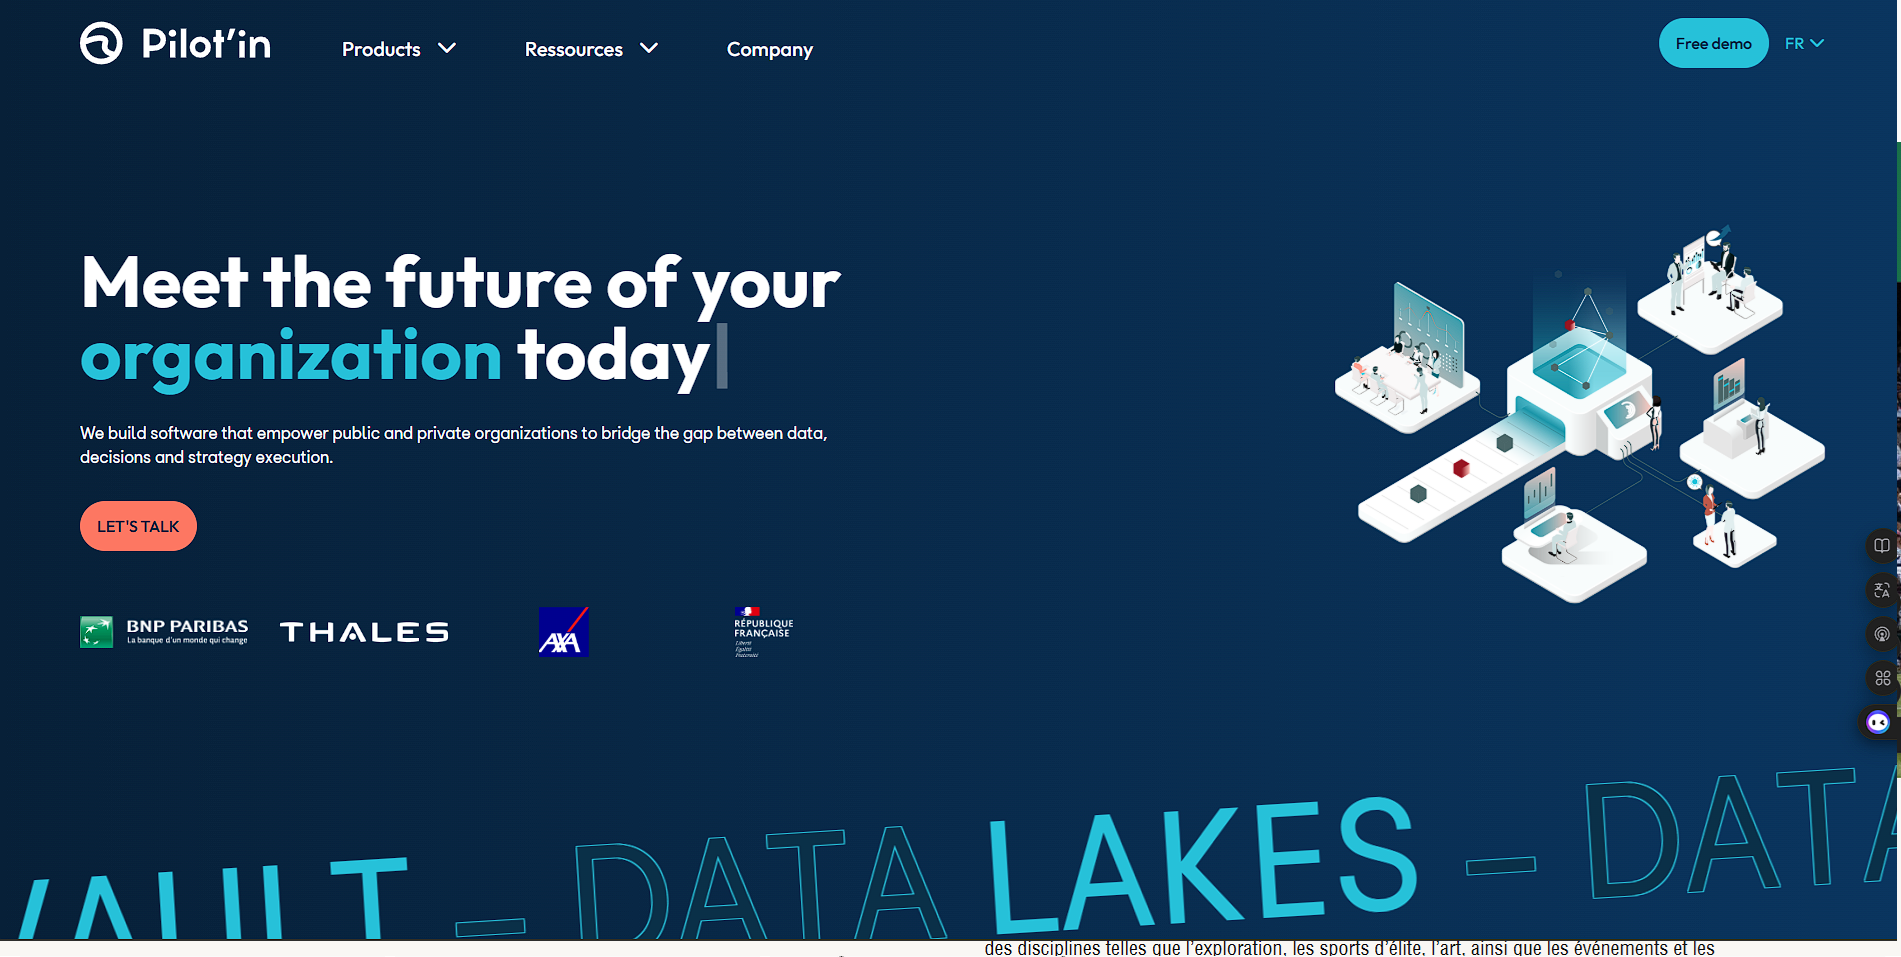 Pilot'in
Products
Ressources
Company
Free demo
FR
Meet the future of your
organization today
We build software that empower public and private organizations to bridge the gap between data,
decisions and strategy execution.
LET'S TALK
BNP PARIBAS
La banque d'un monde qui change
THALES
AXA
RÉPUBLIQUE
FRANÇAISE
Liberté
Égalité
Fraternité
VAULT – DATA LAKES – DATA
des disciplines telles que l'exploration, les sports d'élite, l'art, ainsi que les événements et les